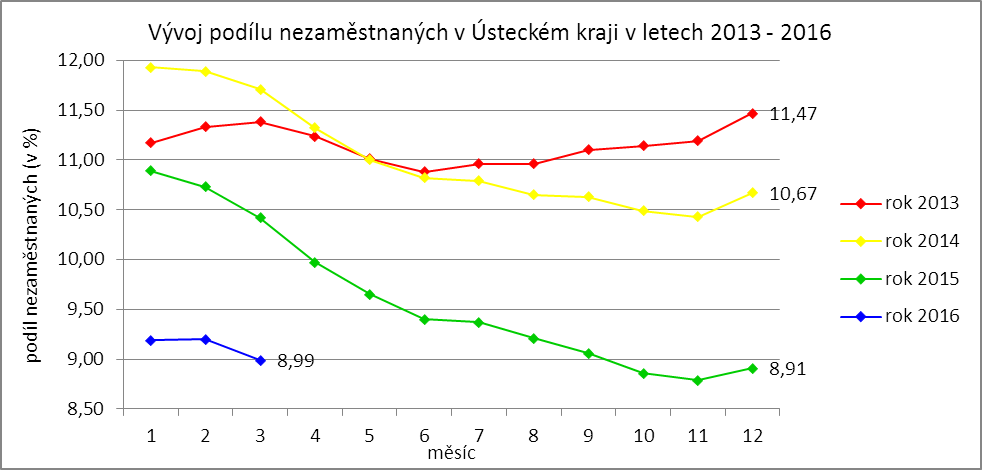 Vývoj podílu nezaměstnaných v Ústeckém kraji v letech 2013 - 2016
podíl nezaměstnaných (v %)
12,00
11,50
11,00
10,50
10,00
9,50
9,00
8,50
11,47
10,67
8,99
8,91
1 2 3 4 5 6 7 8 9 10 11 12
měsíc
rok 2013
rok 2014
rok 2015
rok 2016